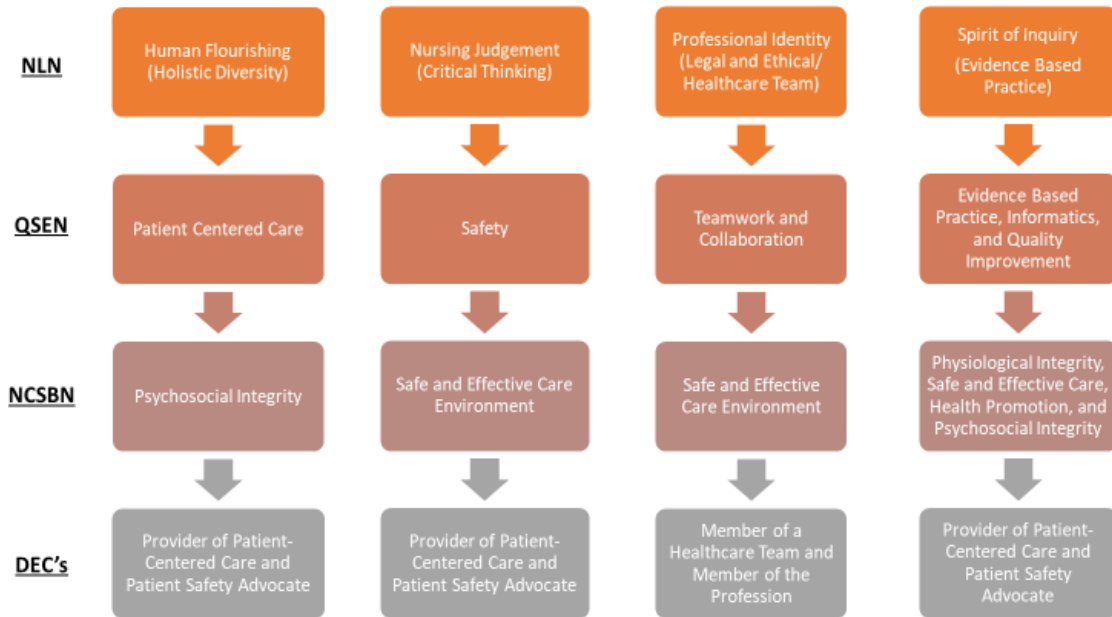 NLN
Human Flourishing
(Holistic Diversity)
Nursing Judgement
(Critical Thinking)
Professional Identity
(Legal and Ethical/
Healthcare Team)
Spirit of Inquiry
(Evidence Based
Practice)
QSEN
Patient Centered Care
Safety
Teamwork and
Collaboration
Evidence Based
Practice, Informatics,
and Quality
Improvement
NCSBN
Psychosocial Integrity
Safe and Effective Care
Environment
Safe and Effective
Care Environment
Physiological Integrity,
Safe and Effective Care,
Health Promotion, and
Psychosocial Integrity
DEC's
Provider of Patient-
Centered Care and
Patient Safety Advocate
Provider of Patient-
Centered Care and
Patient Safety Advocate
Member of a
Healthcare Team and
Member of the
Profession
Provider of Patient-
Centered Care and
Patient Safety
Advocate